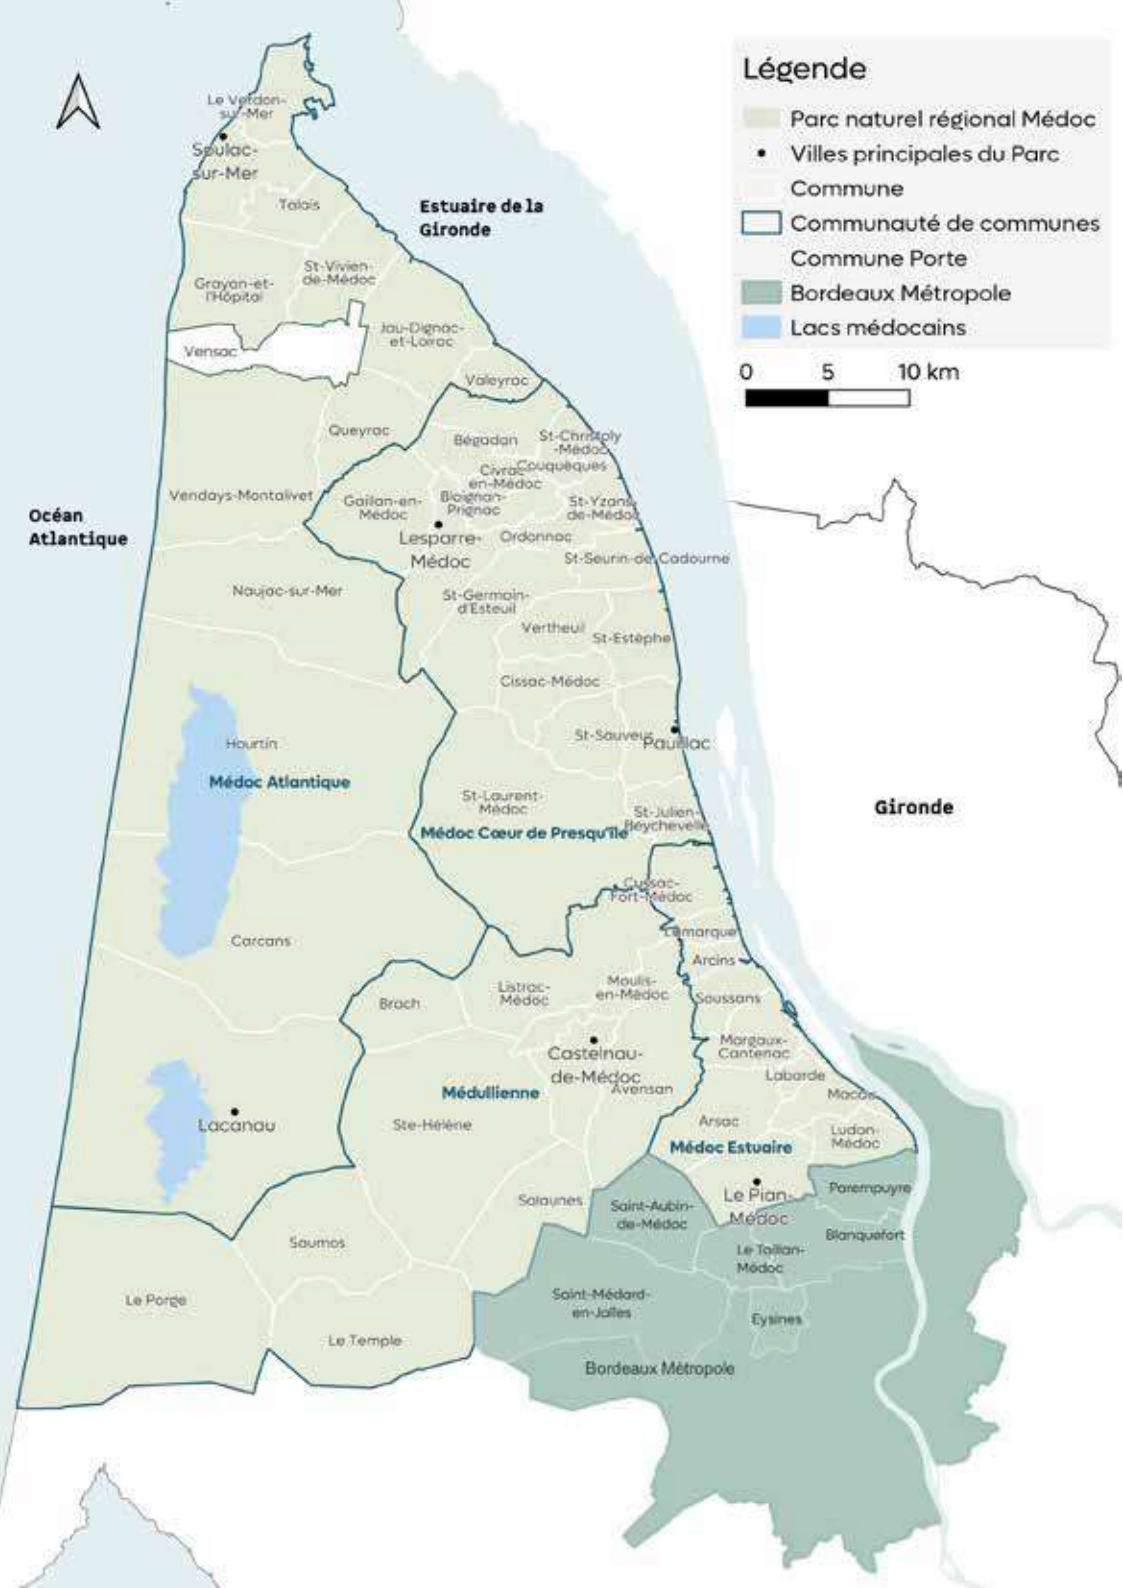 Légende
Parc naturel régional Médoc
Villes principales du Parc
Commune
Communauté de communes
Commune Porte
Bordeaux Métropole
Lacs médocains
0 5 10 km
Le Verdon-
sur-Mer
Soulac-
sur-Mer
Talais
Estuaire de la
Gironde
St-Vivien-
de-Médoc
Grayan-et-
l'Hôpital
Jau-Dignac-
et-Loirac
Vensac
Valeyrac
Queyrac
Bégadan
St-Christoly
-Médoc
Couquèques
Civrac-
en-Médoc
Vendays-Montalivet
Gaillan-en-
Médoc
Blaignan-
Prignac
St-Yzans-
de-Médoc
Océan
Atlantique
Lesparre-
Médoc
Ordonnac
St-Seurin-de-Cadourne
Naujac-sur-Mer
St-Germain-
d'Esteuil
Vertheuil
St-Estèphe
Cissac-Médoc
St-Sauveur
Pauillac
Hourtin
Médoc Atlantique
St-Laurent-
Médoc
St-Julien-
Beychevelle
Médoc Cœur de Presqu'île
Gironde
Cussac-
Fort-Médoc
Lamarque
Carcans
Arcins
Listrac-
Médoc
Moulis-
en-Médoc
Brach
Soussans
Margaux-
Cantenac
Castelnau-
de-Médoc
Labarde
Avensan
Médullienne
Macau
Lacanau
Ste-Hélène
Arsac
Ludon-
Médoc
Médoc Estuaire
Salaunes
Saint-Aubin-
de-Médoc
Le Pian-
Médoc
Parempuyre
Blanquefort
Saumos
Le Taillan-
Médoc
Le Porge
Saint-Médard-
en-Jalles
Eysines
Le Temple
Bordeaux Métropole